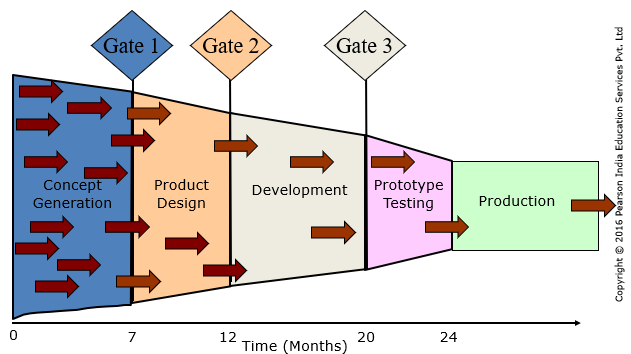 Gate 1
Gate 2
Gate 3
Concept
Generation
Product
Design
Development
Prototype
Testing
Production
0
7
12
20
24
Time (Months)
Copyright © 2016 Pearson India Education Services Pvt. Ltd